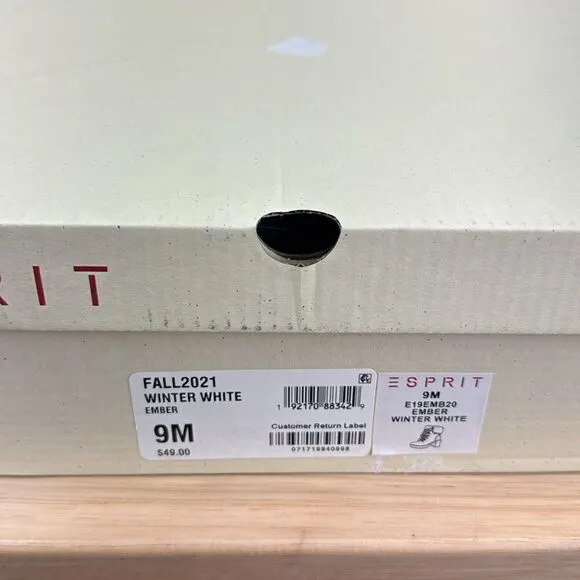 RIT
FALL2021
WINTER WHITE
EMBER
9M
$49.00
1 92170 88342 9
Customer Return Label
071719940998
ESPRIT
9M
E19EMB20
EMBER
WINTER WHITE